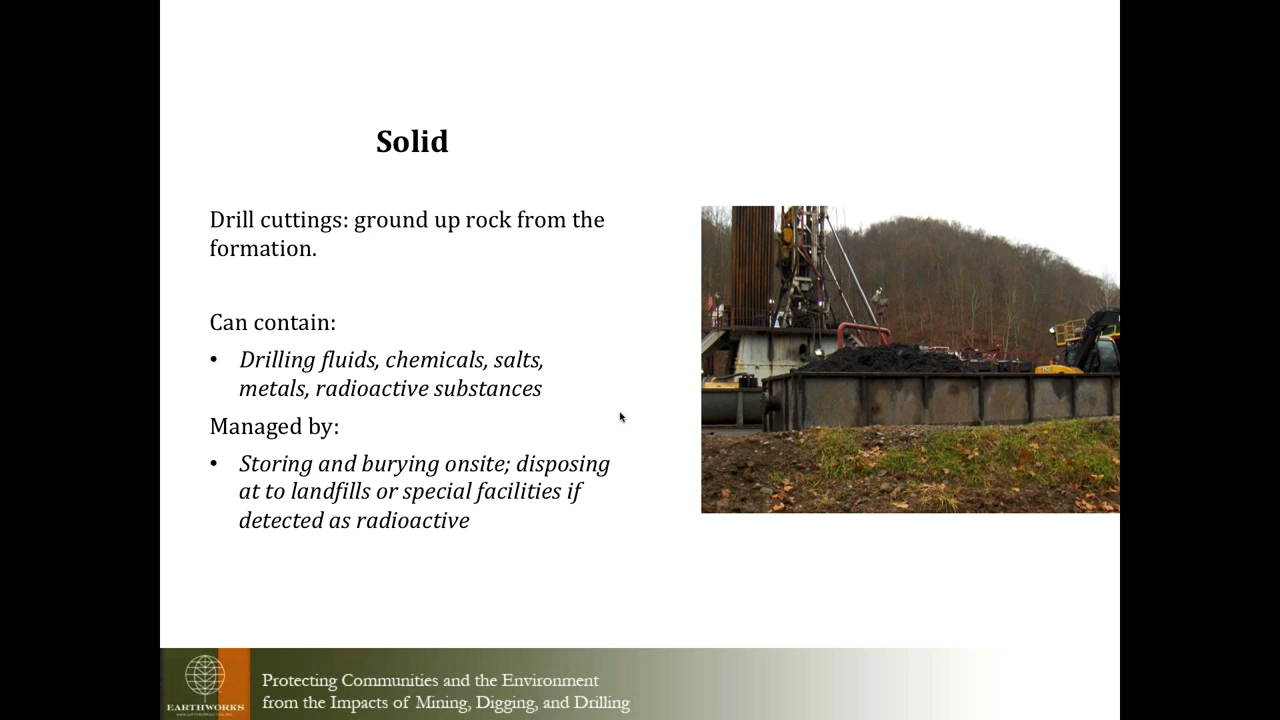 Solid
Drill cuttings: ground up rock from the
formation.
Can contain:
• Drilling fluids, chemicals, salts,
metals, radioactive substances
Managed by:
• Storing and burying onsite; disposing
at to landfills or special facilities if
detected as radioactive
EARTHWORKS
Protecting Communities and the Environment
from the Impacts of Mining, Digging, and Drilling